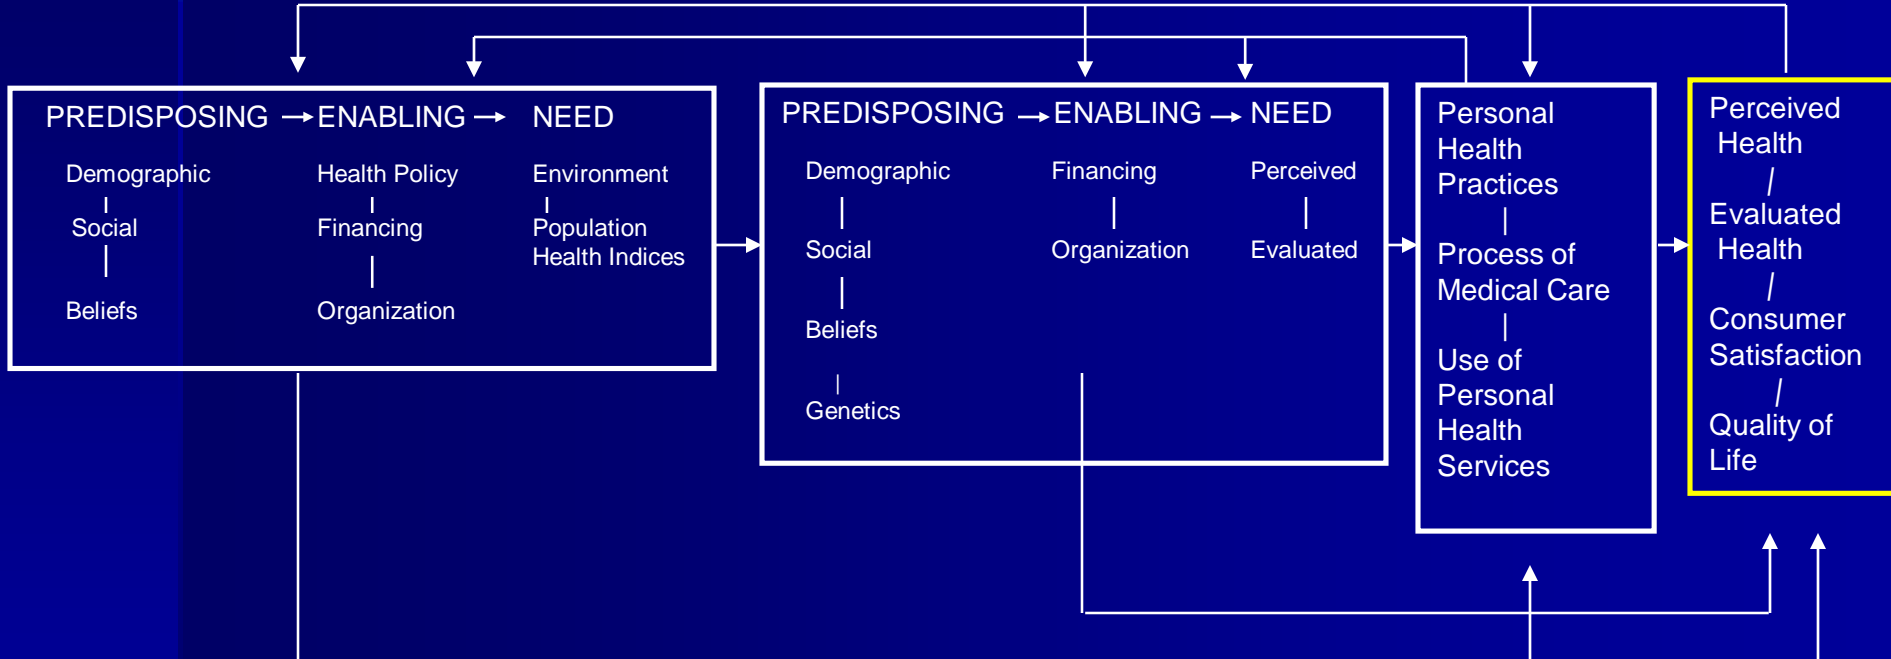 PREDISPOSING
ENABLING
NEED
Demographic
Social
Beliefs
Health Policy
Financing
Organization
Environment
Population
Health Indices
PREDISPOSING
ENABLING
NEED
Demographic
Social
Beliefs
Genetics
Financing
Organization
Perceived
Evaluated
Personal
Health
Practices
Process of
Medical Care
Use of
Personal
Health
Services
Perceived
Health
Evaluated
Health
Consumer
Satisfaction
Quality of
Life